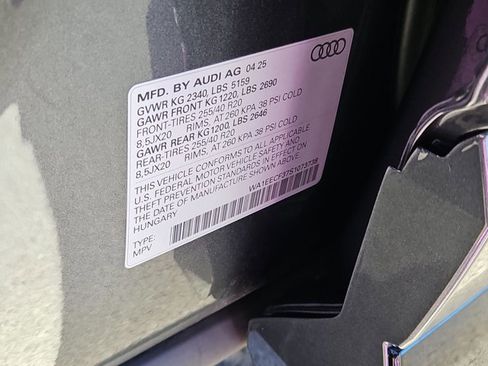 MFD. BY AUDI AG 04 25
GVWR KG 2340, LBS 5159
GAWR FRONT KG 1220, LBS 2690
FRONT-TIRES 255/40 R20
8,5JX20 RIMS, AT 260 KPA 38 PSI COLD
GAWR REAR KG 1200, LBS 2646
REAR-TIRES 255/40 R20
8,5JX20 RIMS, AT 260 KPA 38 PSI COLD
THIS VEHICLE CONFORMS TO ALL APPLICABLE
U.S. FEDERAL MOTOR VEHICLE SAFETY AND
THEFT PREVENTION STANDARDS IN EFFECT ON
THE DATE OF MANUFACTURE SHOWN ABOVE.
HUNGARY
WA1EECF37S1073738
TYPE:
MPV